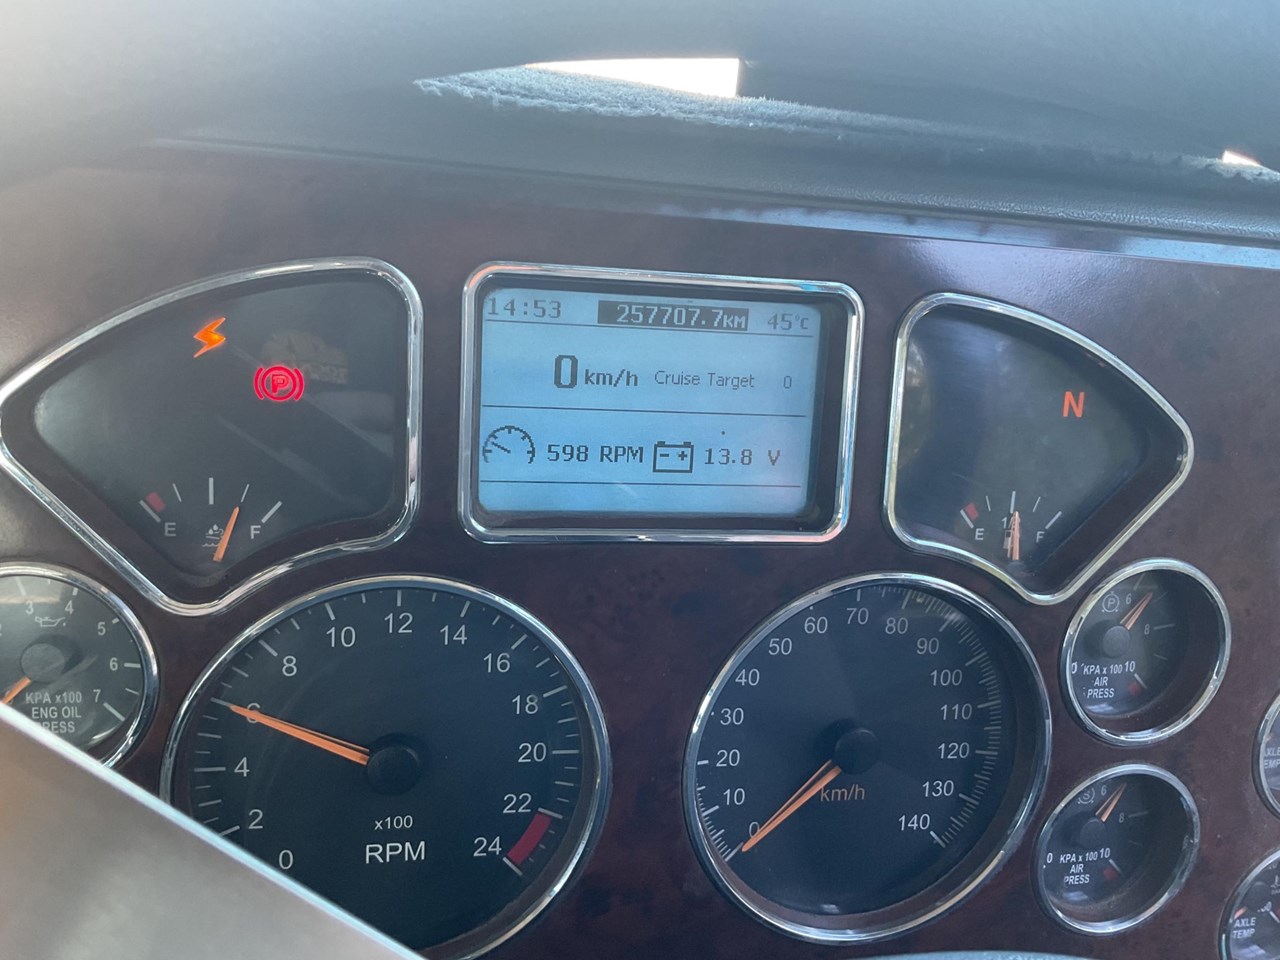 14:53 257707.7KM 45°C
0 km/h Cruise Target 0
598 RPM 13.8 V
P
N
E F
E F
3 4 5 6 7
KPA x100
ENG OIL
PRESS
0 2 4 6 8 10 12 14 16 18 20 22 24
x100
RPM
0 10 20 30 40 50 60 70 80 90 100 110 120 130 140
km/h
P 6 8
0 KPA x 100 10
AIR
PRESS
S 6 8
0 KPA x 100 10
AIR
PRESS
AXLE
TEMP